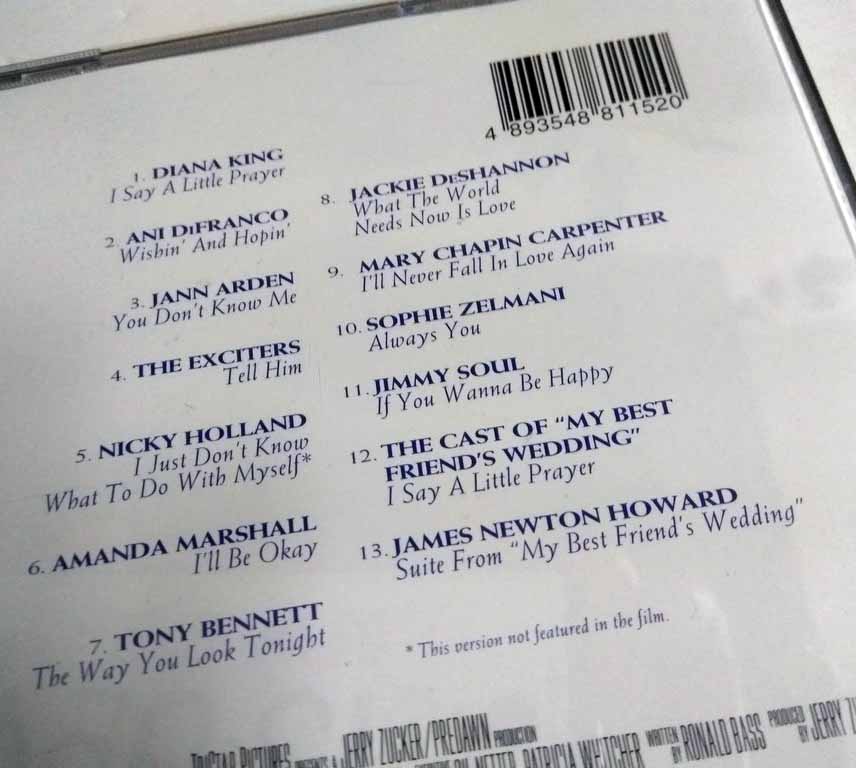 4 893548 811520
1. DIANA KING
I Say A Little Prayer
2. ANI DIFRANCO
Wishin' And Hopin'
3. JANN ARDEN
You Don't Know Me
4. THE EXCITERS
Tell Him
5. NICKY HOLLAND
I Just Don't Know
What To Do With Myself*
6. AMANDA MARSHALL
I'll Be Okay
7. TONY BENNETT
The Way You Look Tonight
8. JACKIE DESHANNON
What The World
Needs Now Is Love
9. MARY CHAPIN CARPENTER
I'll Never Fall In Love Again
10. SOPHIE ZELMANI
Always You
11. JIMMY SOUL
If You Wanna Be Happy
12. THE CAST OF "MY BEST
FRIEND'S WEDDING"
I Say A Little Prayer
13. JAMES NEWTON HOWARD
Suite From "My Best Friend's Wedding"
* This version not featured in the film.
TRISTAR PICTURES PRESENTS A JERRY ZUCKER/PREDAWN PRODUCTION
GIL NETTER PATRICIA WHITCHER WRITTEN BY RONALD BASS PRODUCED BY JERRY